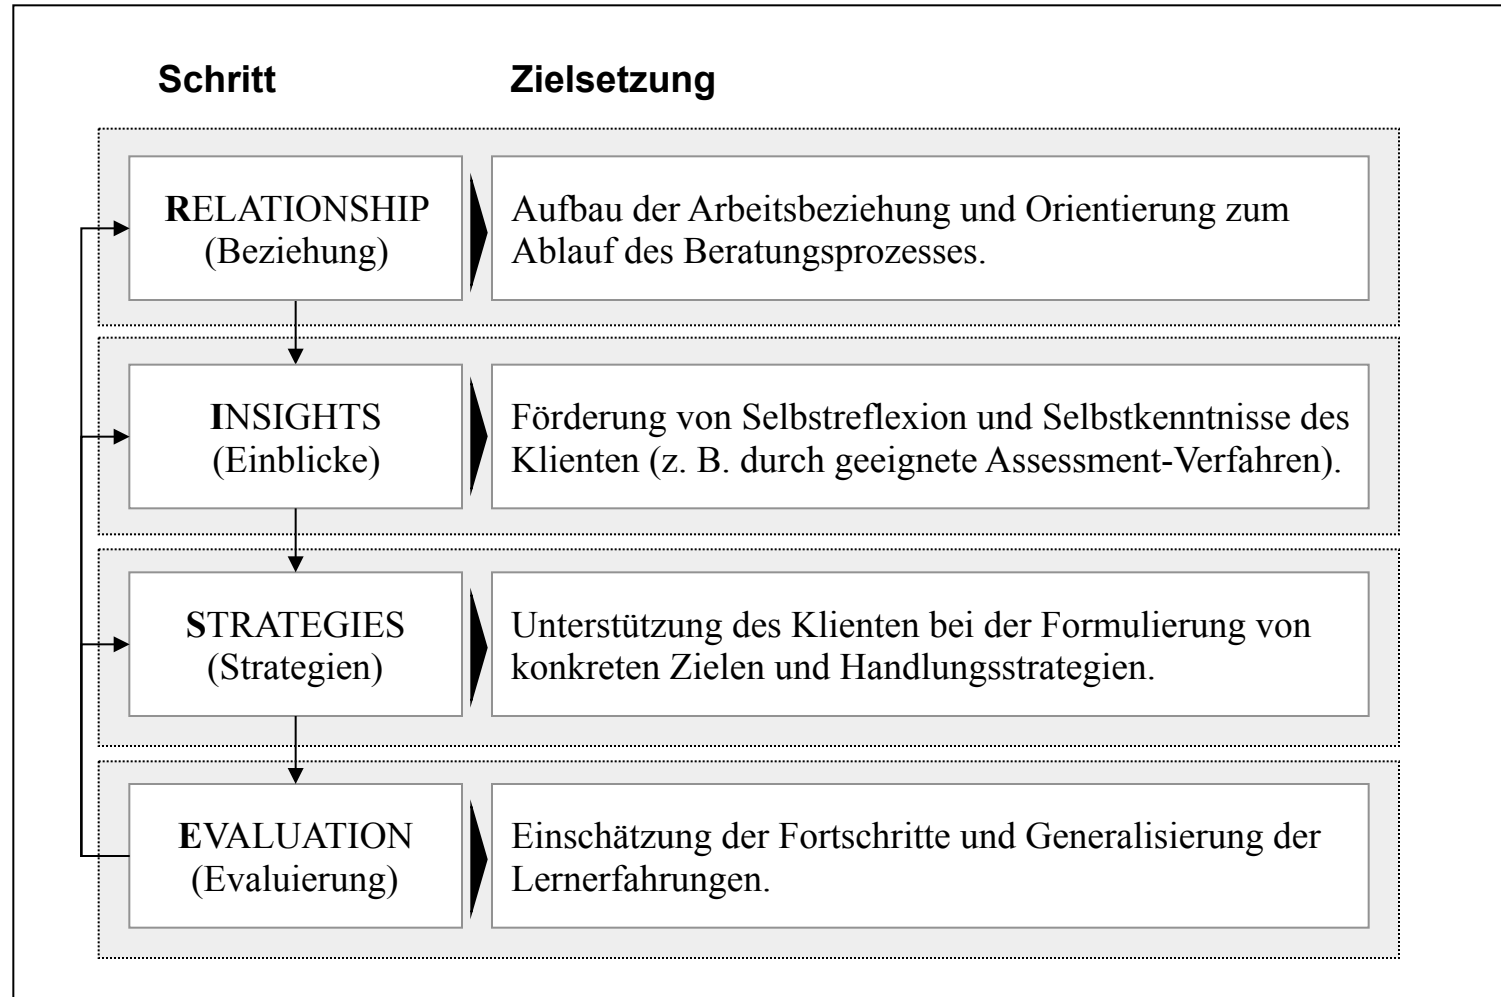 Schritt
Zielsetzung
RELATIONSHIP
(Beziehung)
Aufbau der Arbeitsbeziehung und Orientierung zum
Ablauf des Beratungsprozesses.
INSIGHTS
(Einblicke)
Förderung von Selbstreflexion und Selbstkenntnisse des
Klienten (z. B. durch geeignete Assessment-Verfahren).
STRATEGIES
(Strategien)
Unterstützung des Klienten bei der Formulierung von
konkreten Zielen und Handlungsstrategien.
EVALUATION
(Evaluierung)
Einschätzung der Fortschritte und Generalisierung der
Lernerfahrungen.